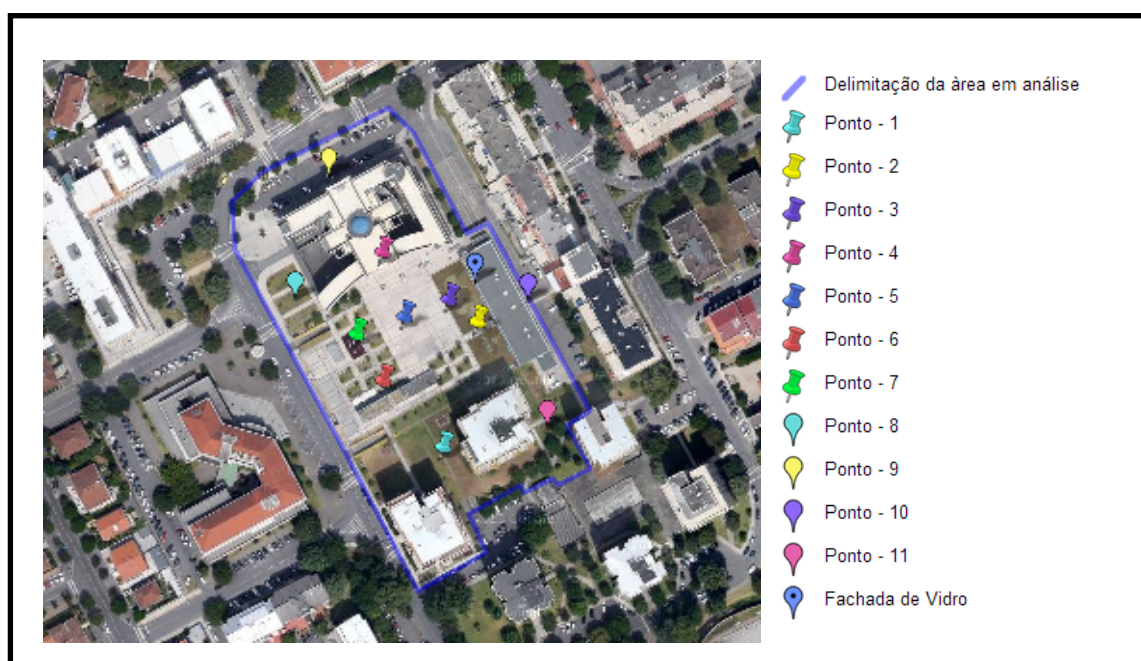 Delimitação da àrea em análise
Ponto - 1
Ponto - 2
Ponto - 3
Ponto - 4
Ponto - 5
Ponto - 6
Ponto - 7
Ponto - 8
Ponto - 9
Ponto - 10
Ponto - 11
Fachada de Vidro